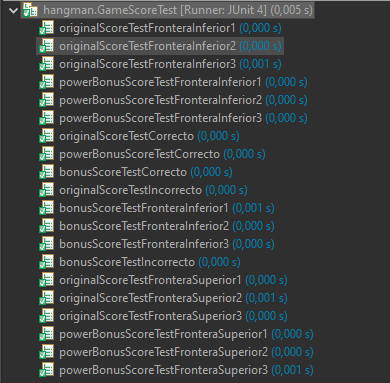 hangman.GameScoreTest [Runner: JUnit 4] (0,005 s)
originalScoreTestFronteraInferior1 (0,000 s)
originalScoreTestFronteraInferior2 (0,000 s)
originalScoreTestFronteraInferior3 (0,001 s)
powerBonusScoreTestFronteraInferior1 (0,000 s)
powerBonusScoreTestFronteraInferior2 (0,000 s)
powerBonusScoreTestFronteraInferior3 (0,000 s)
originalScoreTestCorrecto (0,000 s)
powerBonusScoreTestCorrecto (0,000 s)
bonusScoreTestCorrecto (0,000 s)
originalScoreTestIncorrecto (0,000 s)
bonusScoreTestFronteraInferior1 (0,001 s)
bonusScoreTestFronteraInferior2 (0,000 s)
bonusScoreTestFronteraInferior3 (0,000 s)
bonusScoreTestIncorrecto (0,000 s)
originalScoreTestFronteraSuperior1 (0,000 s)
originalScoreTestFronteraSuperior2 (0,001 s)
originalScoreTestFronteraSuperior3 (0,000 s)
powerBonusScoreTestFronteraSuperior1 (0,000 s)
powerBonusScoreTestFronteraSuperior2 (0,000 s)
powerBonusScoreTestFronteraSuperior3 (0,001 s)